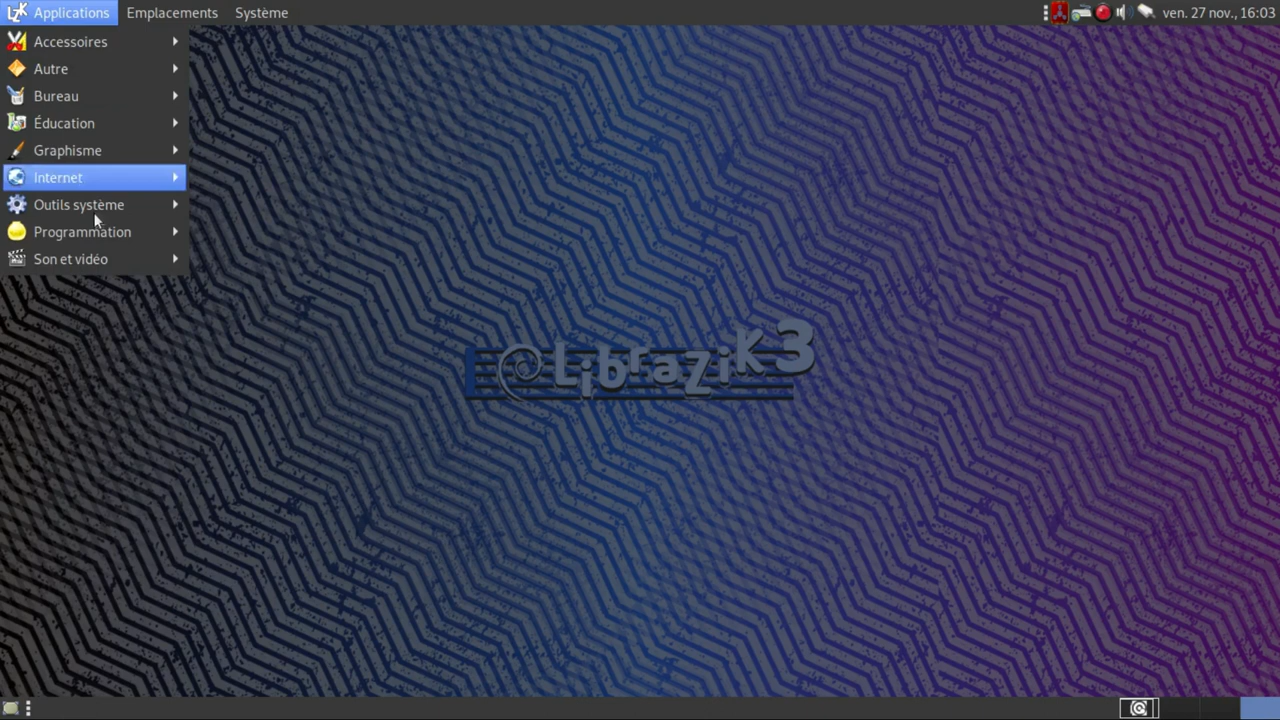 Applications Emplacements Système ven. 27 nov., 16:03
Accessoires
Autre
Bureau
Éducation
Graphisme
Internet
Outils système
Programmation
Son et vidéo
LibraZiK3